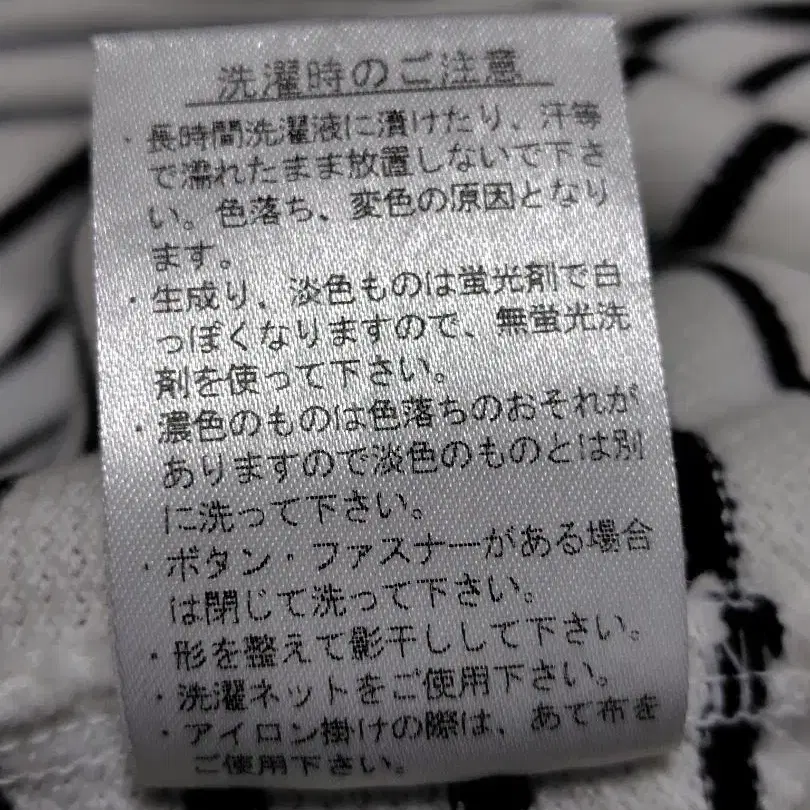 洗濯時のご注意
・長時間洗濯液に漬けたり、汗等
で濡れたまま放置しないで下さ
い。色落ち、変色の原因となり
ます。
・生成り、淡色ものは蛍光剤で白
っぽくなりますので、無蛍光洗
剤を使って下さい。
・濃色のものは色落ちのおそれが
ありますので淡色のものとは別
に洗って下さい。
・ボタン・ファスナーがある場合
は閉じて洗って下さい。
・形を整えて影干しして下さい。
・洗濯ネットをご使用下さい。
・アイロン掛けの際は、あて布を
ご使用下さい。